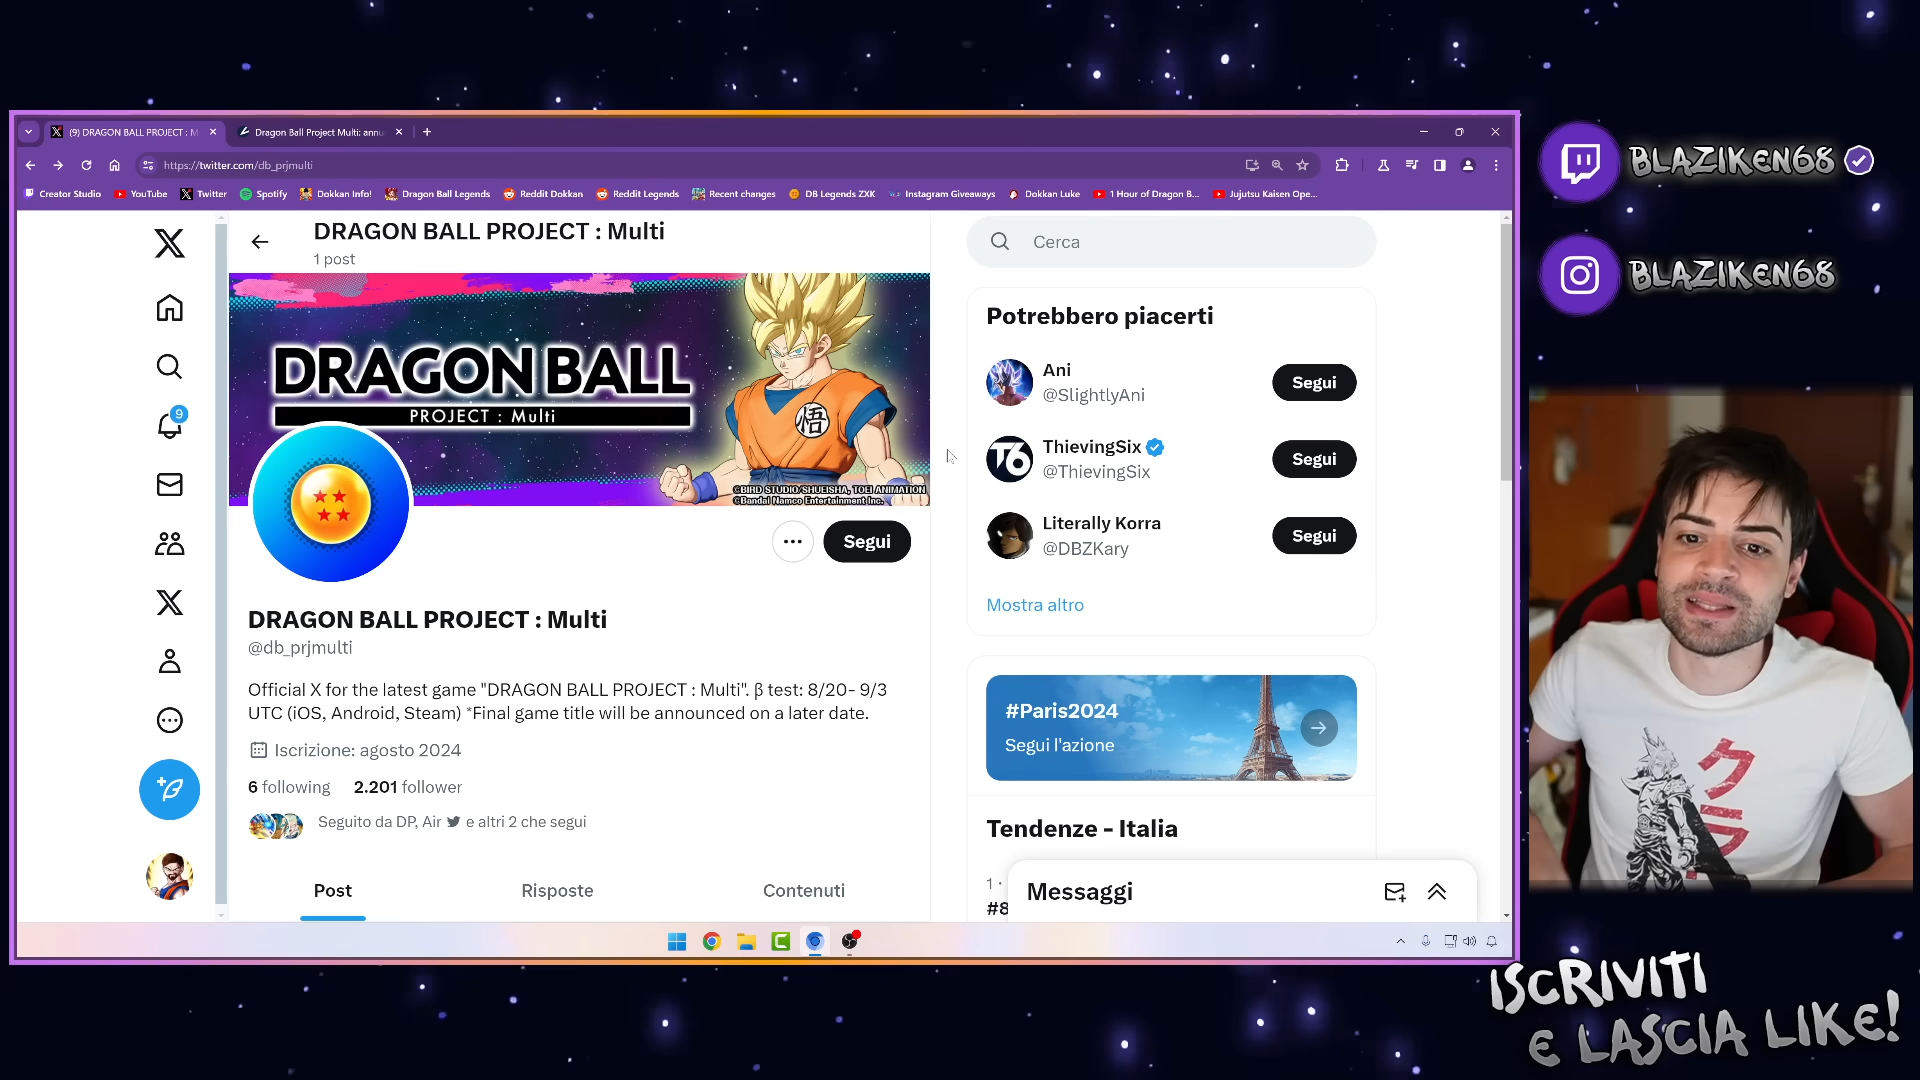 (9) DRAGON BALL PROJECT : M
Dragon Ball Project Multi: annu
https://twitter.com/db_prjmulti
Creator Studio
YouTube
Twitter
Spotify
Dokkan Info!
Dragon Ball Legends
Reddit Dokkan
Reddit Legends
Recent changes
DB Legends ZXK
Instagram Giveaways
Dokkan Luke
1 Hour of Dragon B...
Jujutsu Kaisen Ope...
DRAGON BALL PROJECT : Multi
1 post
DRAGON BALL
PROJECT : Multi
悟
©BIRD STUDIO/SHUEISHA, TOEI ANIMATION
©Bandai Namco Entertainment Inc.
Segui
DRAGON BALL PROJECT : Multi
@db_prjmulti
Official X for the latest game "DRAGON BALL PROJECT : Multi". β test: 8/20- 9/3
UTC (iOS, Android, Steam) *Final game title will be announced on a later date.
Iscrizione: agosto 2024
6 following 2.201 follower
Seguito da DP, Air e altri 2 che segui
Post
Risposte
Contenuti
9
Cerca
Potrebbero piacerti
Ani
@SlightlyAni
Segui
T6
ThievingSix
@ThievingSix
Segui
Literally Korra
@DBZKary
Segui
Mostra altro
#Paris2024
Segui l'azione
Tendenze - Italia
1 ·
#8
Messaggi
BLAZIKEN68
BLAZIKEN68
クラ
ISCRIVITI
E LASCIA LIKE!